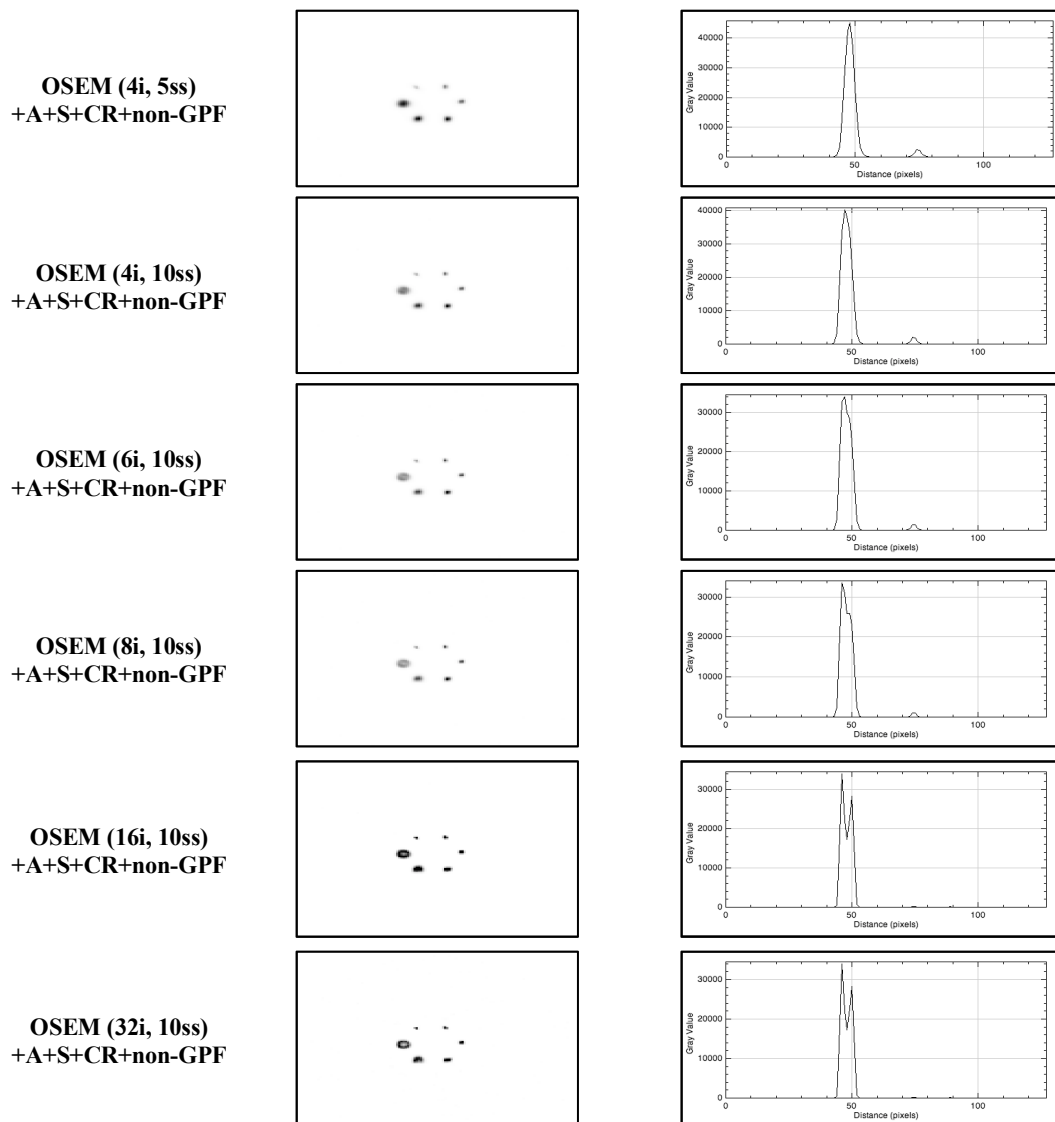 OSEM (4i, 5ss)
+A+S+CR+non-GPF
40000
30000
20000
10000
0
Gray Value
0
50
100
Distance (pixels)
OSEM (4i, 10ss)
+A+S+CR+non-GPF
40000
30000
20000
10000
0
Gray Value
0
50
100
Distance (pixels)
OSEM (6i, 10ss)
+A+S+CR+non-GPF
30000
20000
10000
0
Gray Value
0
50
100
Distance (pixels)
OSEM (8i, 10ss)
+A+S+CR+non-GPF
30000
20000
10000
0
Gray Value
0
50
100
Distance (pixels)
OSEM (16i, 10ss)
+A+S+CR+non-GPF
30000
20000
10000
0
Gray Value
0
50
100
Distance (pixels)
OSEM (32i, 10ss)
+A+S+CR+non-GPF
30000
20000
10000
0
Gray Value
0
50
100
Distance (pixels)